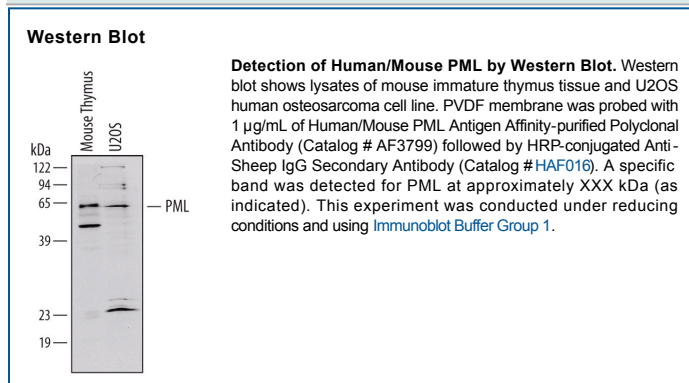 Western Blot
Detection of Human/Mouse PML by Western Blot. Western
blot shows lysates of mouse immature thymus tissue and U2OS
human osteosarcoma cell line. PVDF membrane was probed with
1 µg/mL of Human/Mouse PML Antigen Affinity-purified Polyclonal
Antibody (Catalog # AF3799) followed by HRP-conjugated Anti-
Sheep IgG Secondary Antibody (Catalog # HAF016). A specific
band was detected for PML at approximately XXX kDa (as
indicated). This experiment was conducted under reducing
conditions and using Immunoblot Buffer Group 1.
Mouse Thymus
U2OS
kDa
122
94
65
PML
39
23
19